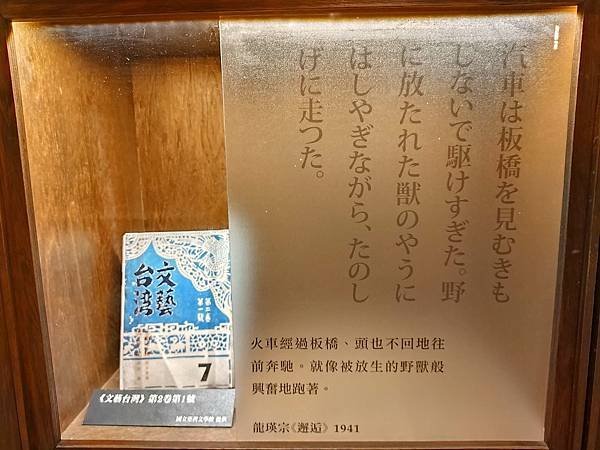 汽車は板橋を見むきも
しないで駆けすぎた。野
に放たれた獣のやうに
はしやぎながら、たのし
げに走つた。
火車經過板橋、頭也不回地往
前奔馳。就像被放生的野獸般
興奮地跑著。
龍瑛宗《邂逅》1941
文藝
台湾
7
《文藝台灣》第2卷第1號
國立臺灣文學館 提供